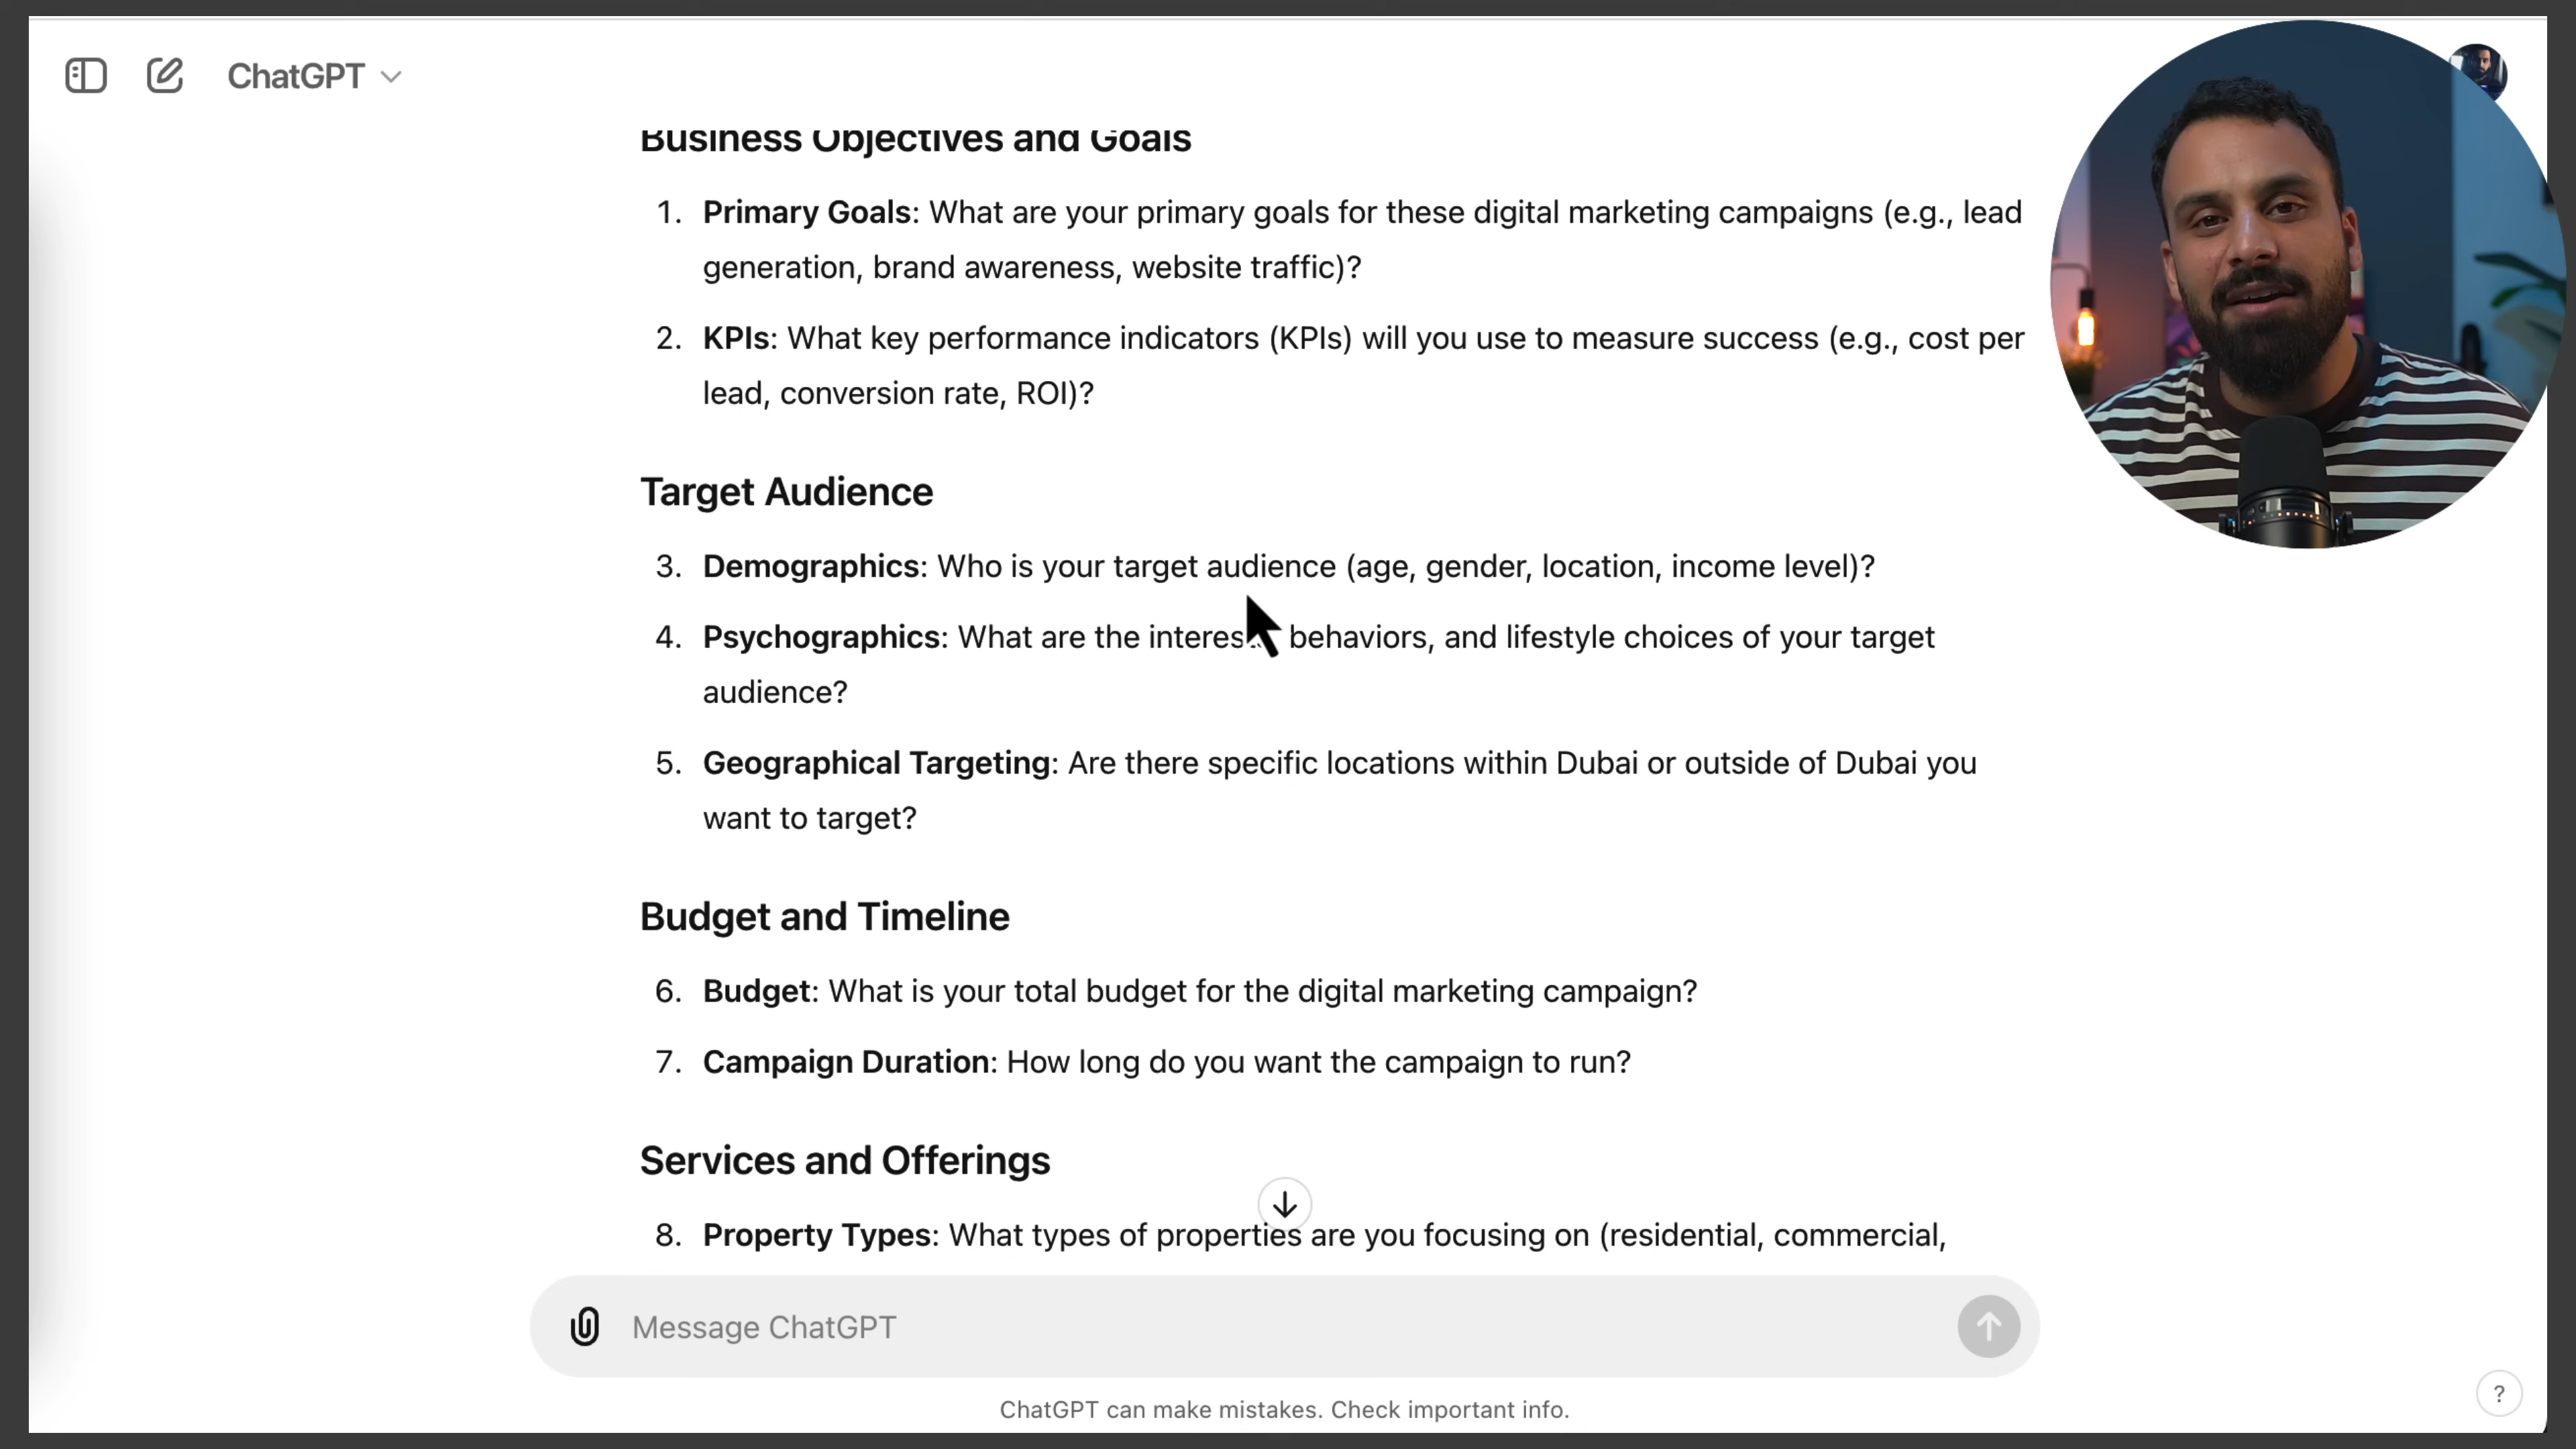 ChatGPT
Business Objectives and Goals
1. Primary Goals: What are your primary goals for these digital marketing campaigns (e.g., lead
generation, brand awareness, website traffic)?
2. KPIs: What key performance indicators (KPIs) will you use to measure success (e.g., cost per
lead, conversion rate, ROI)?
Target Audience
3. Demographics: Who is your target audience (age, gender, location, income level)?
4. Psychographics: What are the interes behaviors, and lifestyle choices of your target
audience?
5. Geographical Targeting: Are there specific locations within Dubai or outside of Dubai you
want to target?
Budget and Timeline
6. Budget: What is your total budget for the digital marketing campaign?
7. Campaign Duration: How long do you want the campaign to run?
Services and Offerings
8. Property Types: What types of properties are you focusing on (residential, commercial,
Message ChatGPT
ChatGPT can make mistakes. Check important info.
?